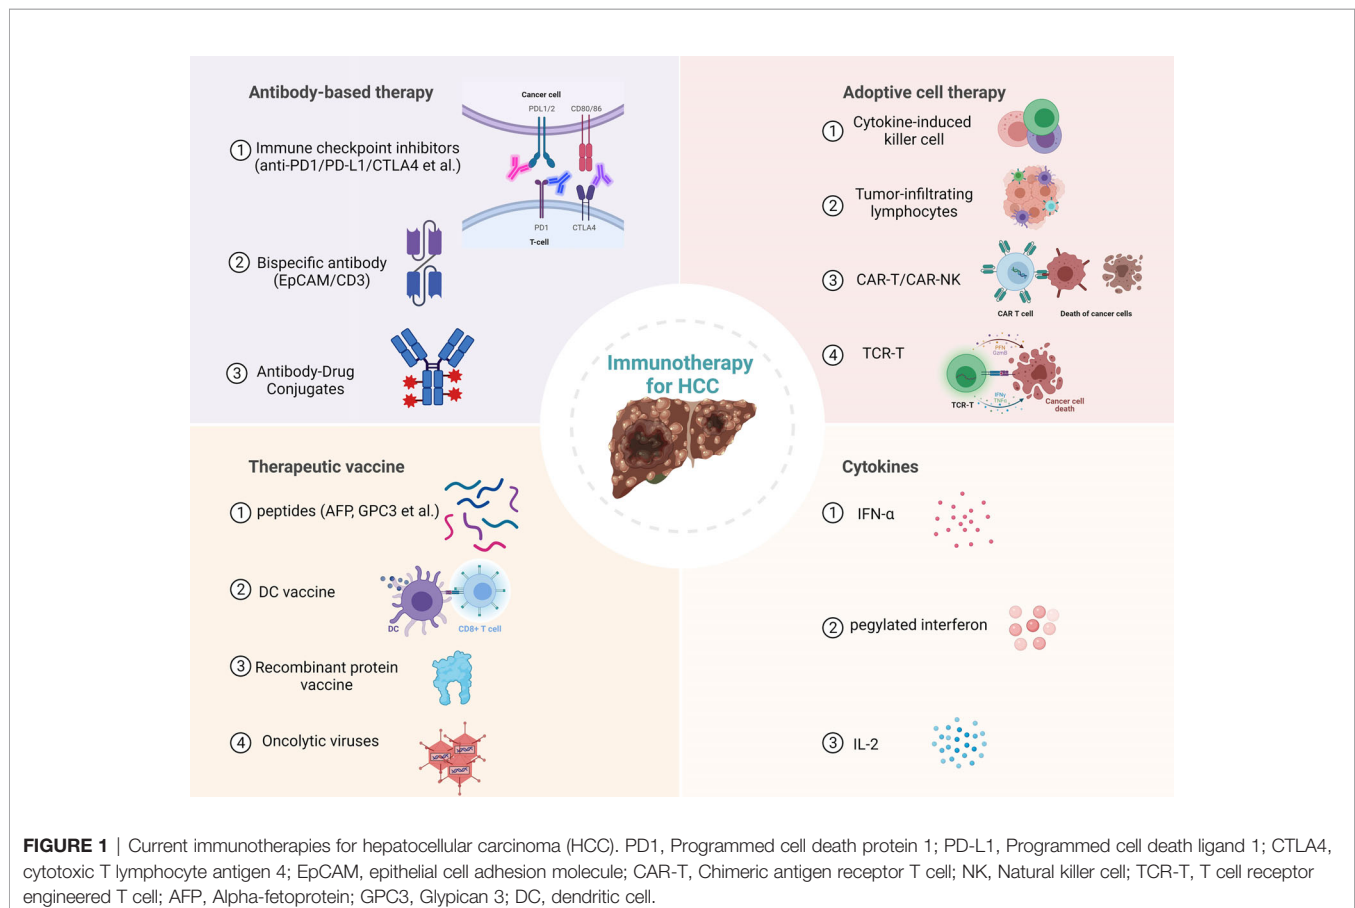 Antibody-based therapy
1 Immune checkpoint inhibitors
(anti-PD1/PD-L1/CTLA4 et al.)
Cancer cell
PDL1/2 CD80/86
PD1 CTLA4
T-cell
2 Bispecific antibody
(EpCAM/CD3)
3 Antibody-Drug
Conjugates
Adoptive cell therapy
1 Cytokine-induced
killer cell
2 Tumor-infiltrating
lymphocytes
3 CAR-T/CAR-NK
CAR T cell Death of cancer cells
4 TCR-T
PFN
GzmB
IFNγ
TNFα
TCR-T
Cancer cell
death
Immunotherapy
for HCC
Therapeutic vaccine
1 peptides (AFP, GPC3 et al.)
2 DC vaccine
DC CD8+ T cell
3 Recombinant protein
vaccine
4 Oncolytic viruses
Cytokines
1 IFN-α
2 pegylated interferon
3 IL-2
FIGURE 1 | Current immunotherapies for hepatocellular carcinoma (HCC). PD1, Programmed cell death protein 1; PD-L1, Programmed cell death ligand 1; CTLA4,
cytotoxic T lymphocyte antigen 4; EpCAM, epithelial cell adhesion molecule; CAR-T, Chimeric antigen receptor T cell; NK, Natural killer cell; TCR-T, T cell receptor
engineered T cell; AFP, Alpha-fetoprotein; GPC3, Glypican 3; DC, dendritic cell.